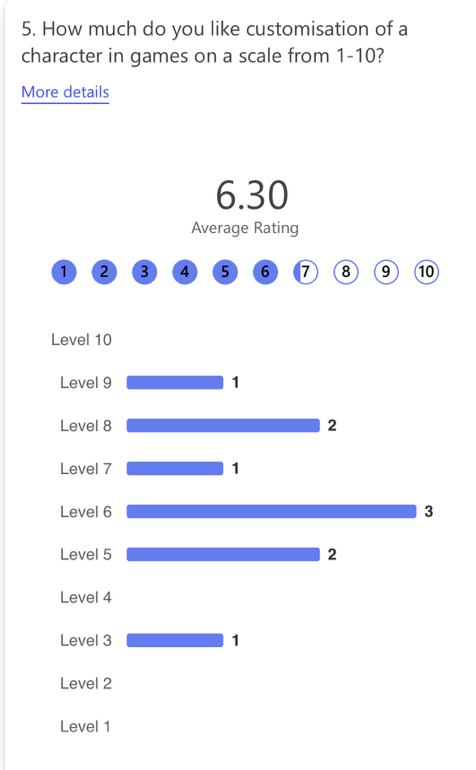 5. How much do you like customisation of a
character in games on a scale from 1-10?
More details
6.30
Average Rating
1 2 3 4 5 6 7 8 9 10
Level 10
Level 9 1
Level 8 2
Level 7 1
Level 6 3
Level 5 2
Level 4
Level 3 1
Level 2
Level 1